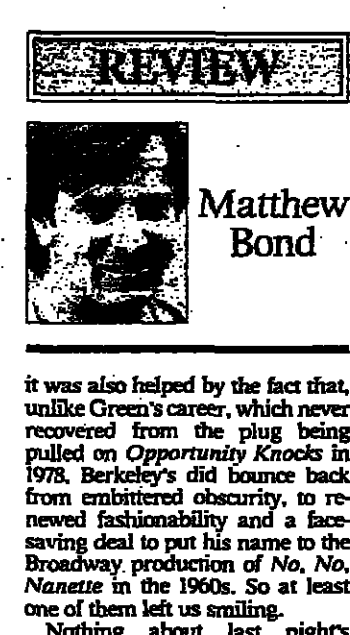 REVIEW
Matthew
Bond
it was also helped by the fact that,
unlike Green's career, which never
recovered from the plug being
pulled on Opportunity Knocks in
1978, Berkeley's did bounce back
from embittered obscurity, to re-
newed fashionability and a face-
saving deal to put his name to the
Broadway production of No, No,
Nanette in the 1960s. So at least
one of them left us smiling.
Nothing about last night's